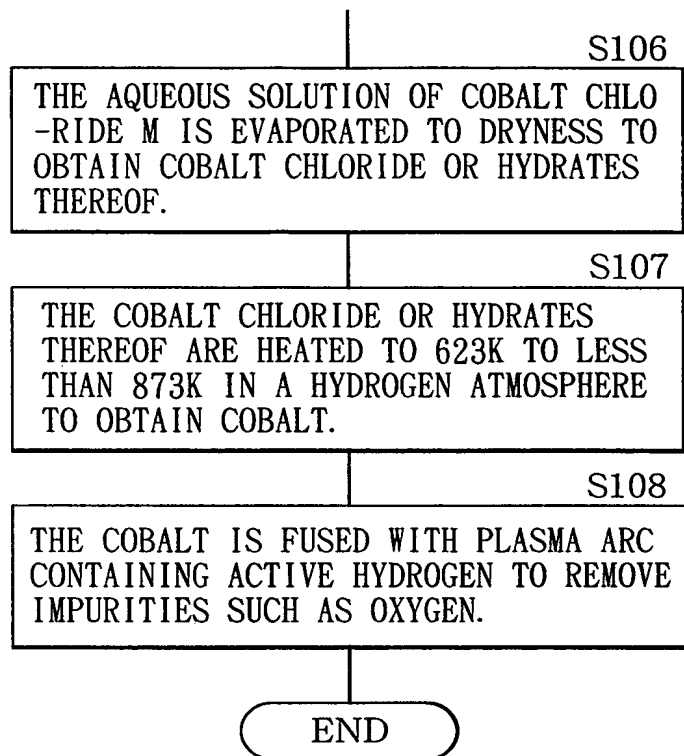 S106
THE AQUEOUS SOLUTION OF COBALT CHLO
-RIDE M IS EVAPORATED TO DRYNESS TO
OBTAIN COBALT CHLORIDE OR HYDRATES
THEREOF.
S107
THE COBALT CHLORIDE OR HYDRATES
THEREOF ARE HEATED TO 623K TO LESS
THAN 873K IN A HYDROGEN ATMOSPHERE
TO OBTAIN COBALT.
S108
THE COBALT IS FUSED WITH PLASMA ARC
CONTAINING ACTIVE HYDROGEN TO REMOVE
IMPURITIES SUCH AS OXYGEN.
END